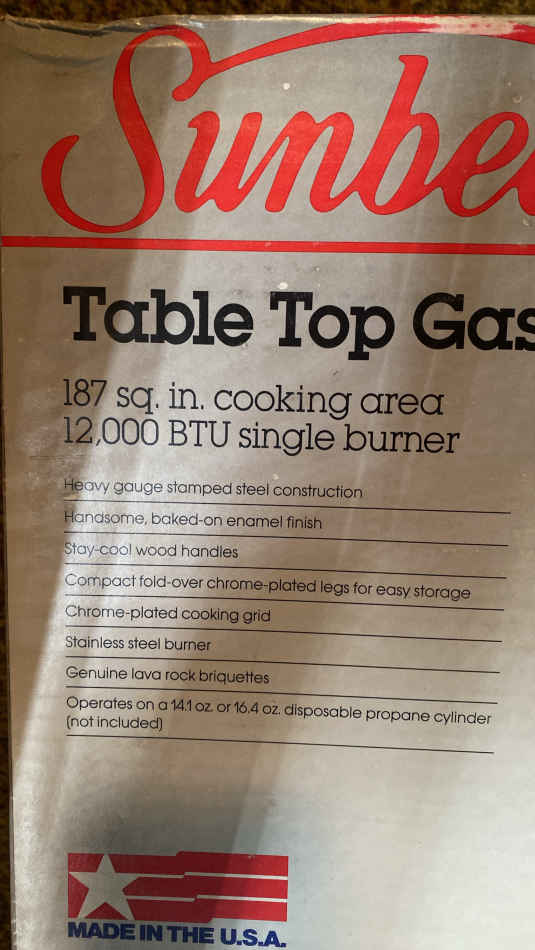 Sunbe
Table Top Gas
187 sq. in. cooking area
12,000 BTU single burner
Heavy gauge stamped steel construction
Handsome, baked-on enamel finish
Stay-cool wood handles
Compact fold-over chrome-plated legs for easy storage
Chrome-plated cooking grid
Stainless steel burner
Genuine lava rock briquettes
Operates on a 14.1 oz. or 16.4 oz. disposable propane cylinder
(not included)
MADE IN THE U.S.A.